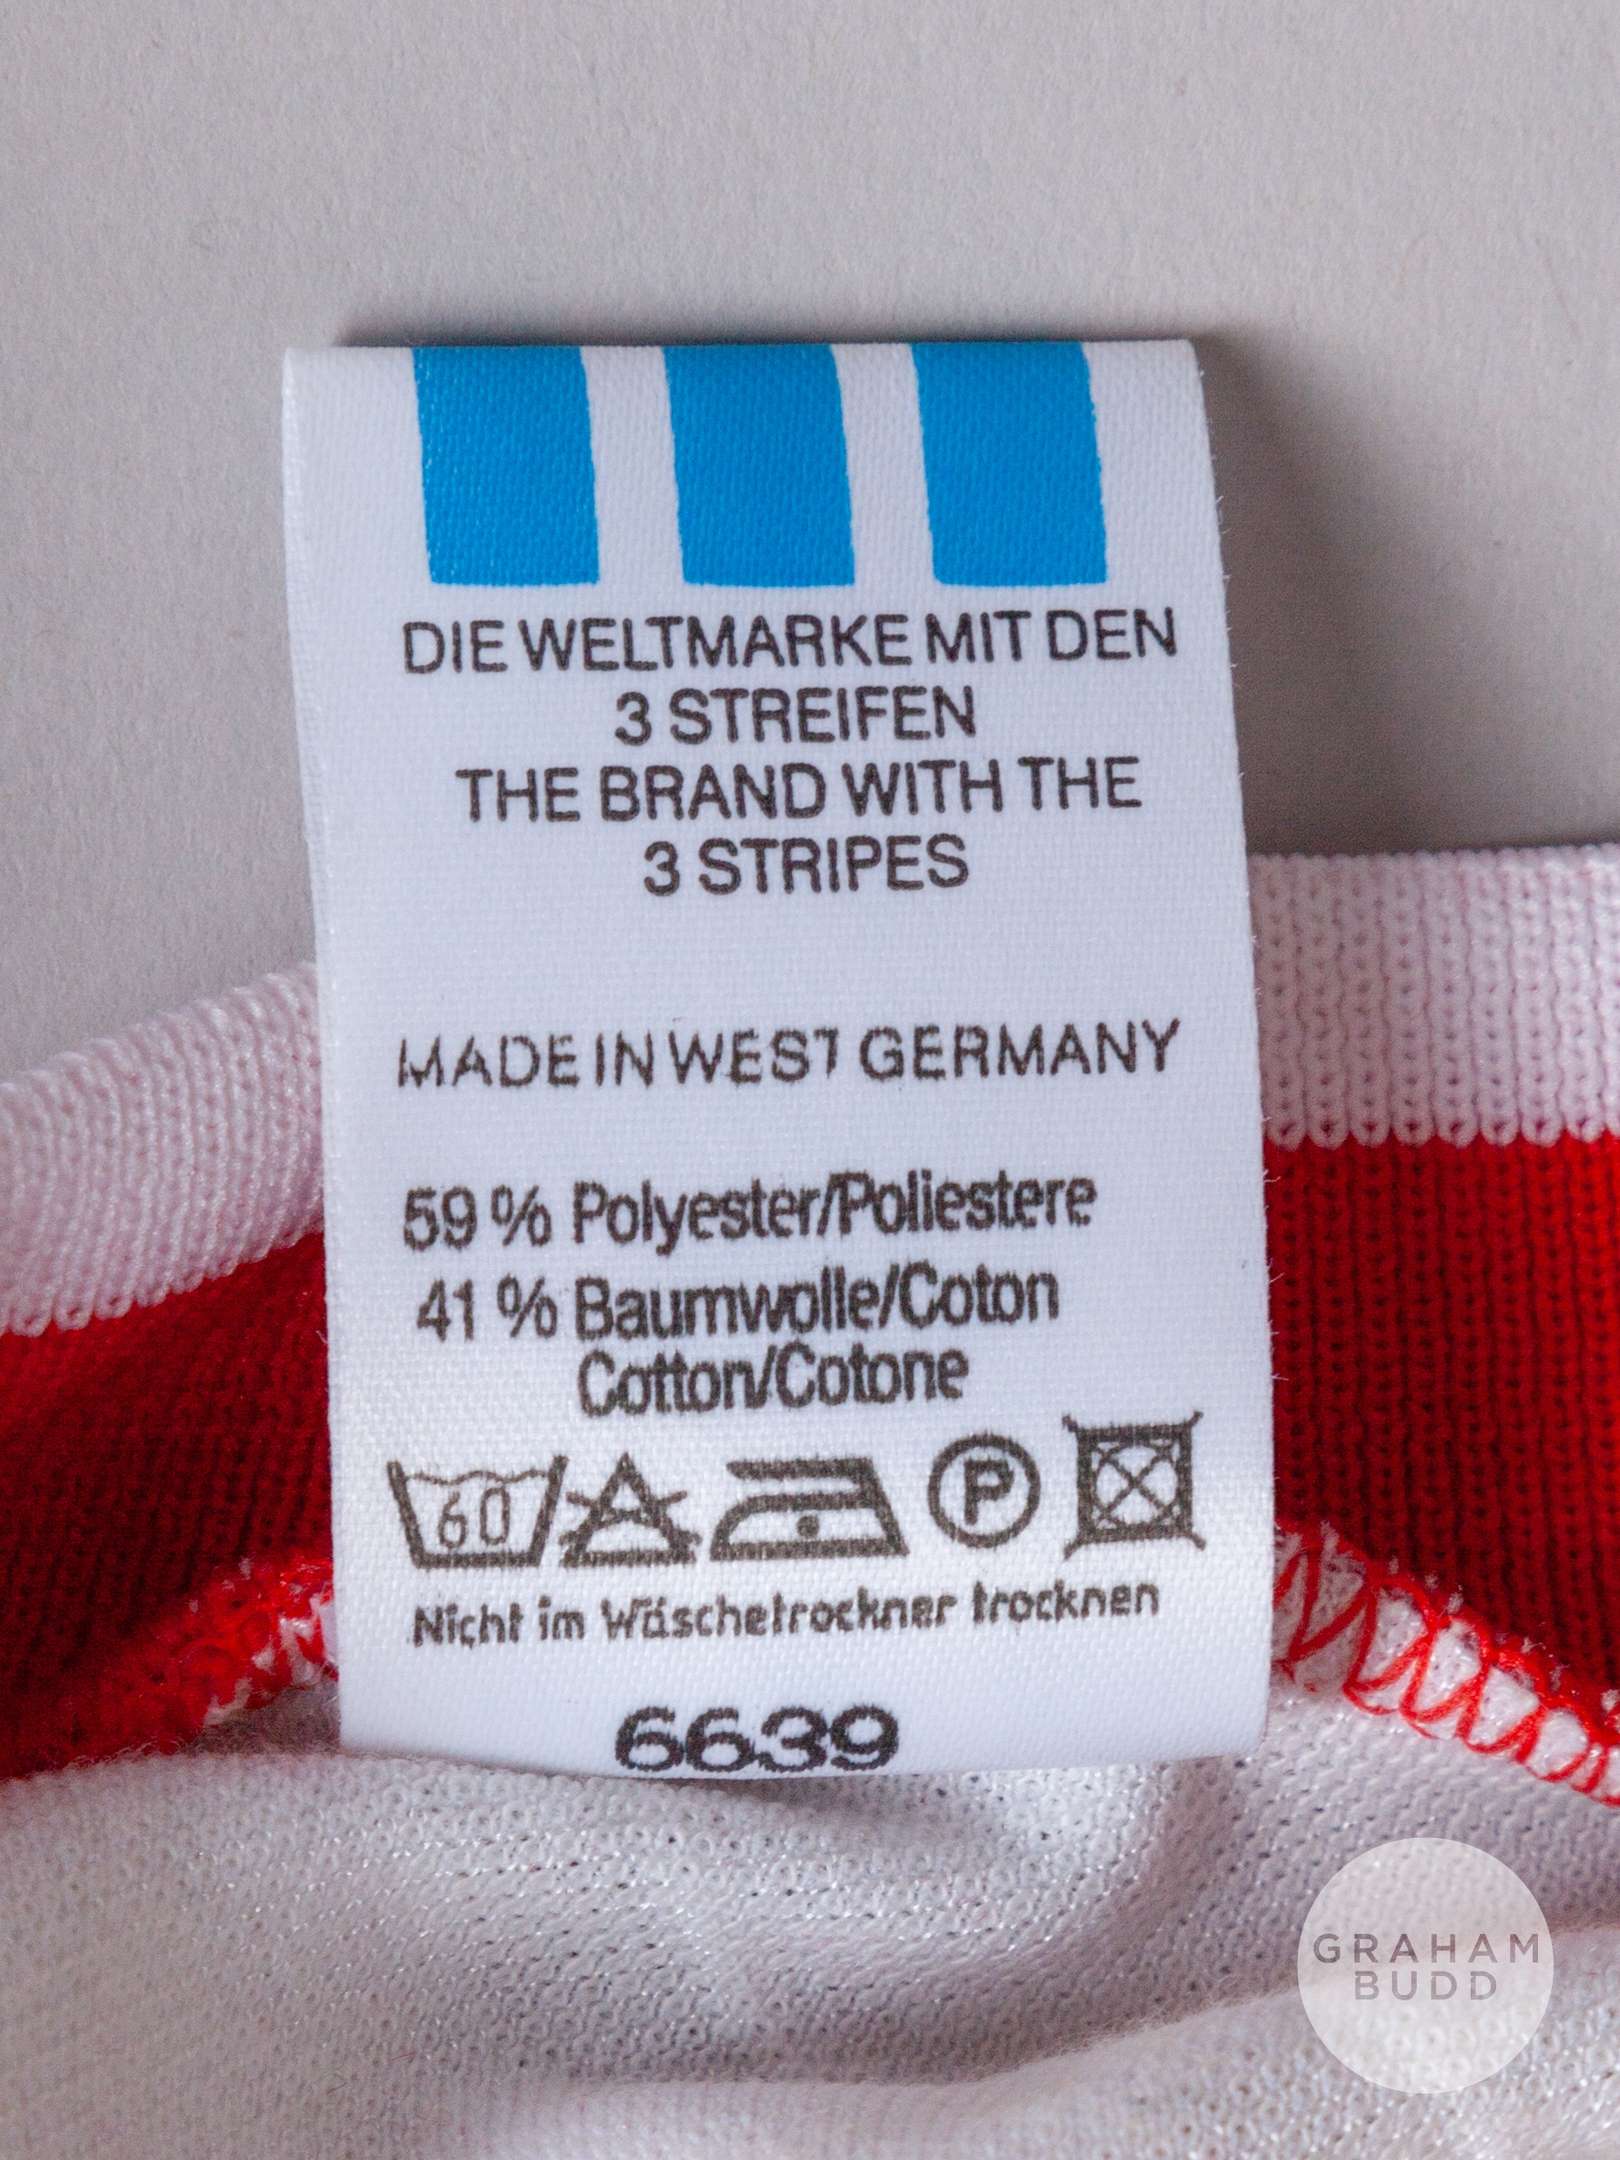 DIE WELTMARKE MIT DEN
3 STREIFEN
THE BRAND WITH THE
3 STRIPES
MADE IN WEST GERMANY
59 % Polyester/Poliestere
41 % Baumwolle/Coton
Cotton/Cotone
60 P
Nicht im Wäschetrockner trocknen
6639
GRAHAM
BUDD